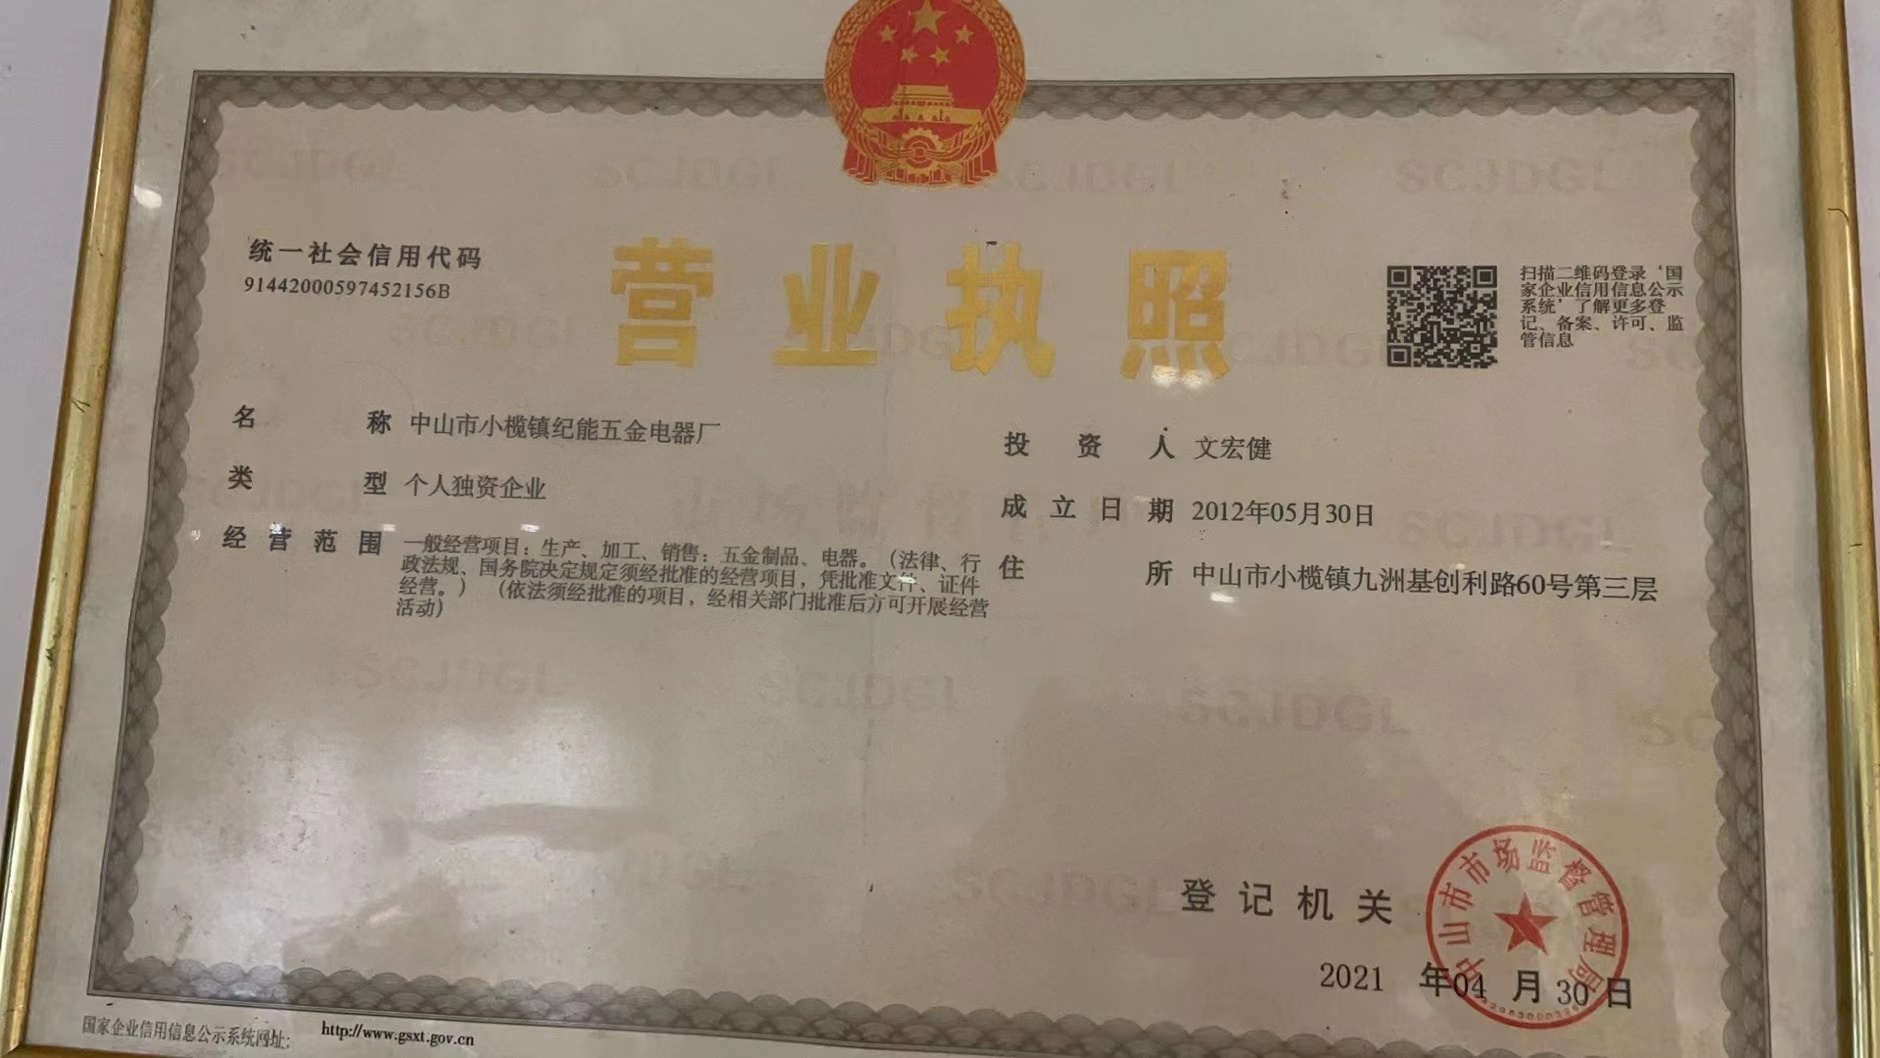 统一社会信用代码
91442000597452156B
营业执照
扫描二维码登录‘国
家企业信用信息公示
系统’了解更多登
记、备案、许可、监
管信息
名称 中山市小榄镇纪能五金电器厂
类型 个人独资企业
经营范围 一般经营项目：生产、加工、销售：五金制品、电器。（法律、行
政法规、国务院决定规定须经批准的经营项目，凭批准文件、证件
经营。）（依法须经批准的项目，经相关部门批准后方可开展经营
活动）
投资人 文宏健
成立日期 2012年05月30日
住所 中山市小榄镇九洲基创利路60号第三层
登记机关
中山市市场监督管理局
2021年04月30日
国家企业信用信息公示系统网址：http://www.gsxt.gov.cn
SCJDGL